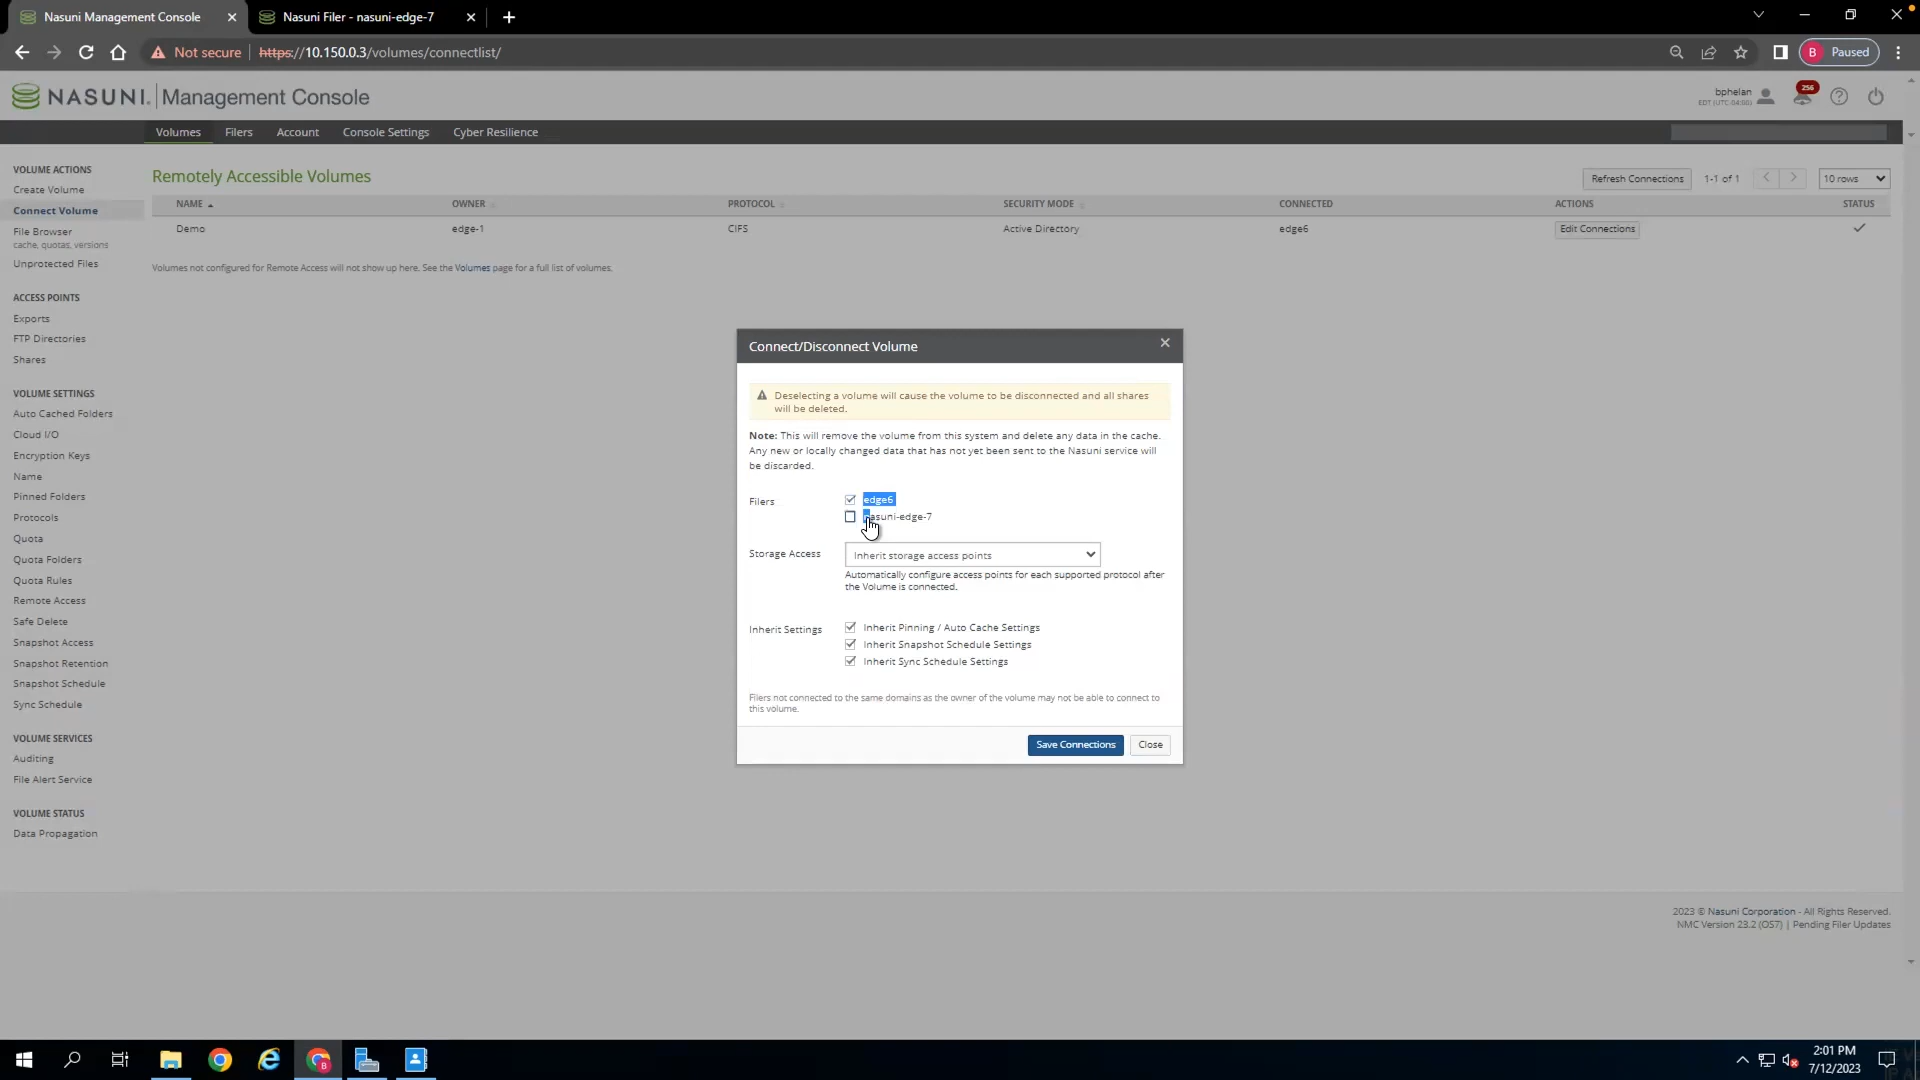 Nasuni Management Console
Nasuni Filer - nasuni-edge-7
Not secure
https://10.150.0.3/volumes/connectlist/
B
Paused
NASUNI. Management Console
bphelan
EDT (UTC-04:00)
256
Volumes
Filers
Account
Console Settings
Cyber Resilience
VOLUME ACTIONS
Create Volume
Connect Volume
File Browser
cache, quotas, versions
Unprotected Files
ACCESS POINTS
Exports
FTP Directories
Shares
VOLUME SETTINGS
Auto Cached Folders
Cloud I/O
Encryption Keys
Name
Pinned Folders
Protocols
Quota
Quota Folders
Quota Rules
Remote Access
Safe Delete
Snapshot Access
Snapshot Retention
Snapshot Schedule
Sync Schedule
VOLUME SERVICES
Auditing
File Alert Service
VOLUME STATUS
Data Propagation
Remotely Accessible Volumes
Refresh Connections
1-1 of 1
10 rows
NAME OWNER PROTOCOL SECURITY MODE CONNECTED ACTIONS STATUS
Demo edge-1 CIFS Active Directory edge6 Edit Connections
Volumes not configured for Remote Access will not show up here. See the Volumes page for a full list of volumes.
Connect/Disconnect Volume
Deselecting a volume will cause the volume to be disconnected and all shares
will be deleted.
Note: This will remove the volume from this system and delete any data in the cache.
Any new or locally changed data that has not yet been sent to the Nasuni service will
be discarded.
Filers
edge6
nasuni-edge-7
Storage Access
Inherit storage access points
Automatically configure access points for each supported protocol after
the Volume is connected.
Inherit Settings
Inherit Pinning / Auto Cache Settings
Inherit Snapshot Schedule Settings
Inherit Sync Schedule Settings
Filers not connected to the same domains as the owner of the volume may not be able to connect to
this volume.
Save Connections
Close
2023 © Nasuni Corporation - All Rights Reserved.
NMC Version 23.2 (OS7) | Pending Filer Updates
2:01 PM
7/12/2023